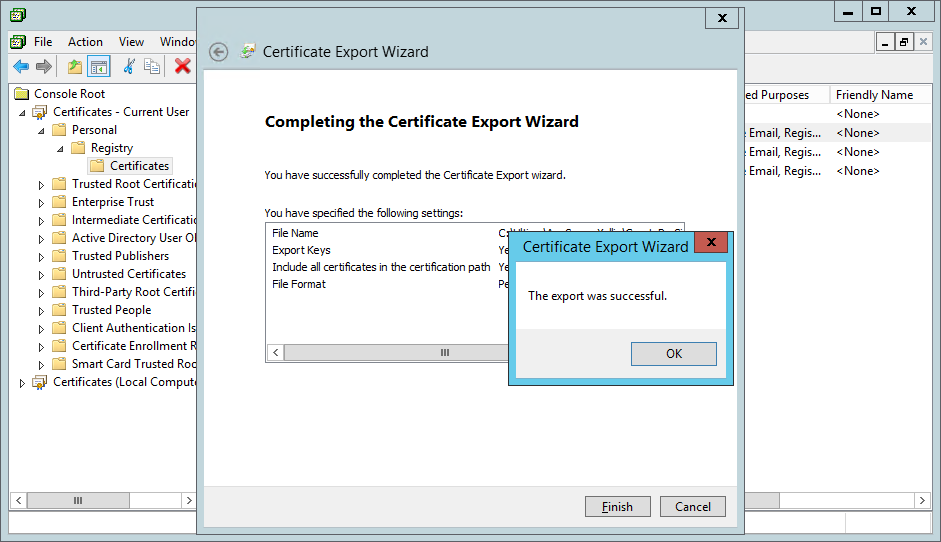 File Action View Windo
Console Root
Certificates - Current User
Personal
Registry
Certificates
Trusted Root Certificati
Enterprise Trust
Intermediate Certificatio
Active Directory User O
Trusted Publishers
Untrusted Certificates
Third-Party Root Certifi
Trusted People
Client Authentication Is
Certificate Enrollment R
Smart Card Trusted Roo
Certificates (Local Compute
Certificate Export Wizard
Completing the Certificate Export Wizard
You have successfully completed the Certificate Export wizard.
You have specified the following settings:
File Name
Export Keys Ye
Include all certificates in the certification path Ye
File Format Pe
Certificate Export Wizard
The export was successful.
OK
Finish Cancel
ed Purposes Friendly Name
<None>
e Email, Regis... <None>
e Email, Regis... <None>
e Email, Regis... <None>